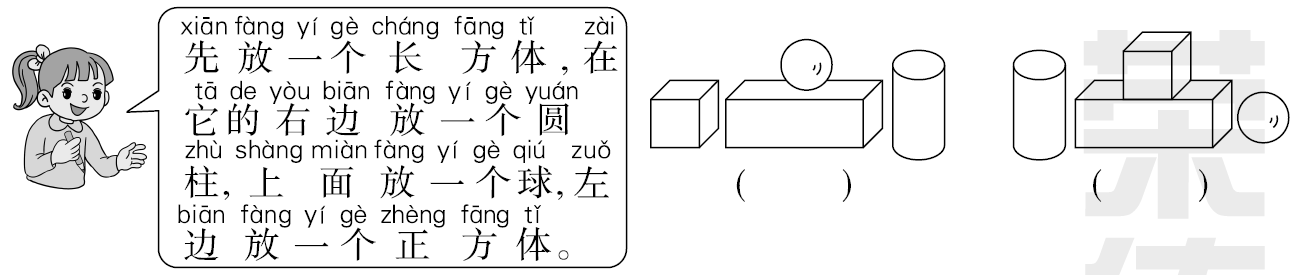 xiān fàng yí gè cháng fāng tǐ zài
先放一个长方体,在
tā de yòu biān fàng yí gè yuán
它的右边放一个圆
zhù shàng miàn fàng yí gè qiú zuǒ
柱,上面放一个球,左
biān fàng yí gè zhèng fāng tǐ
边放一个正方体。
( ) ( )